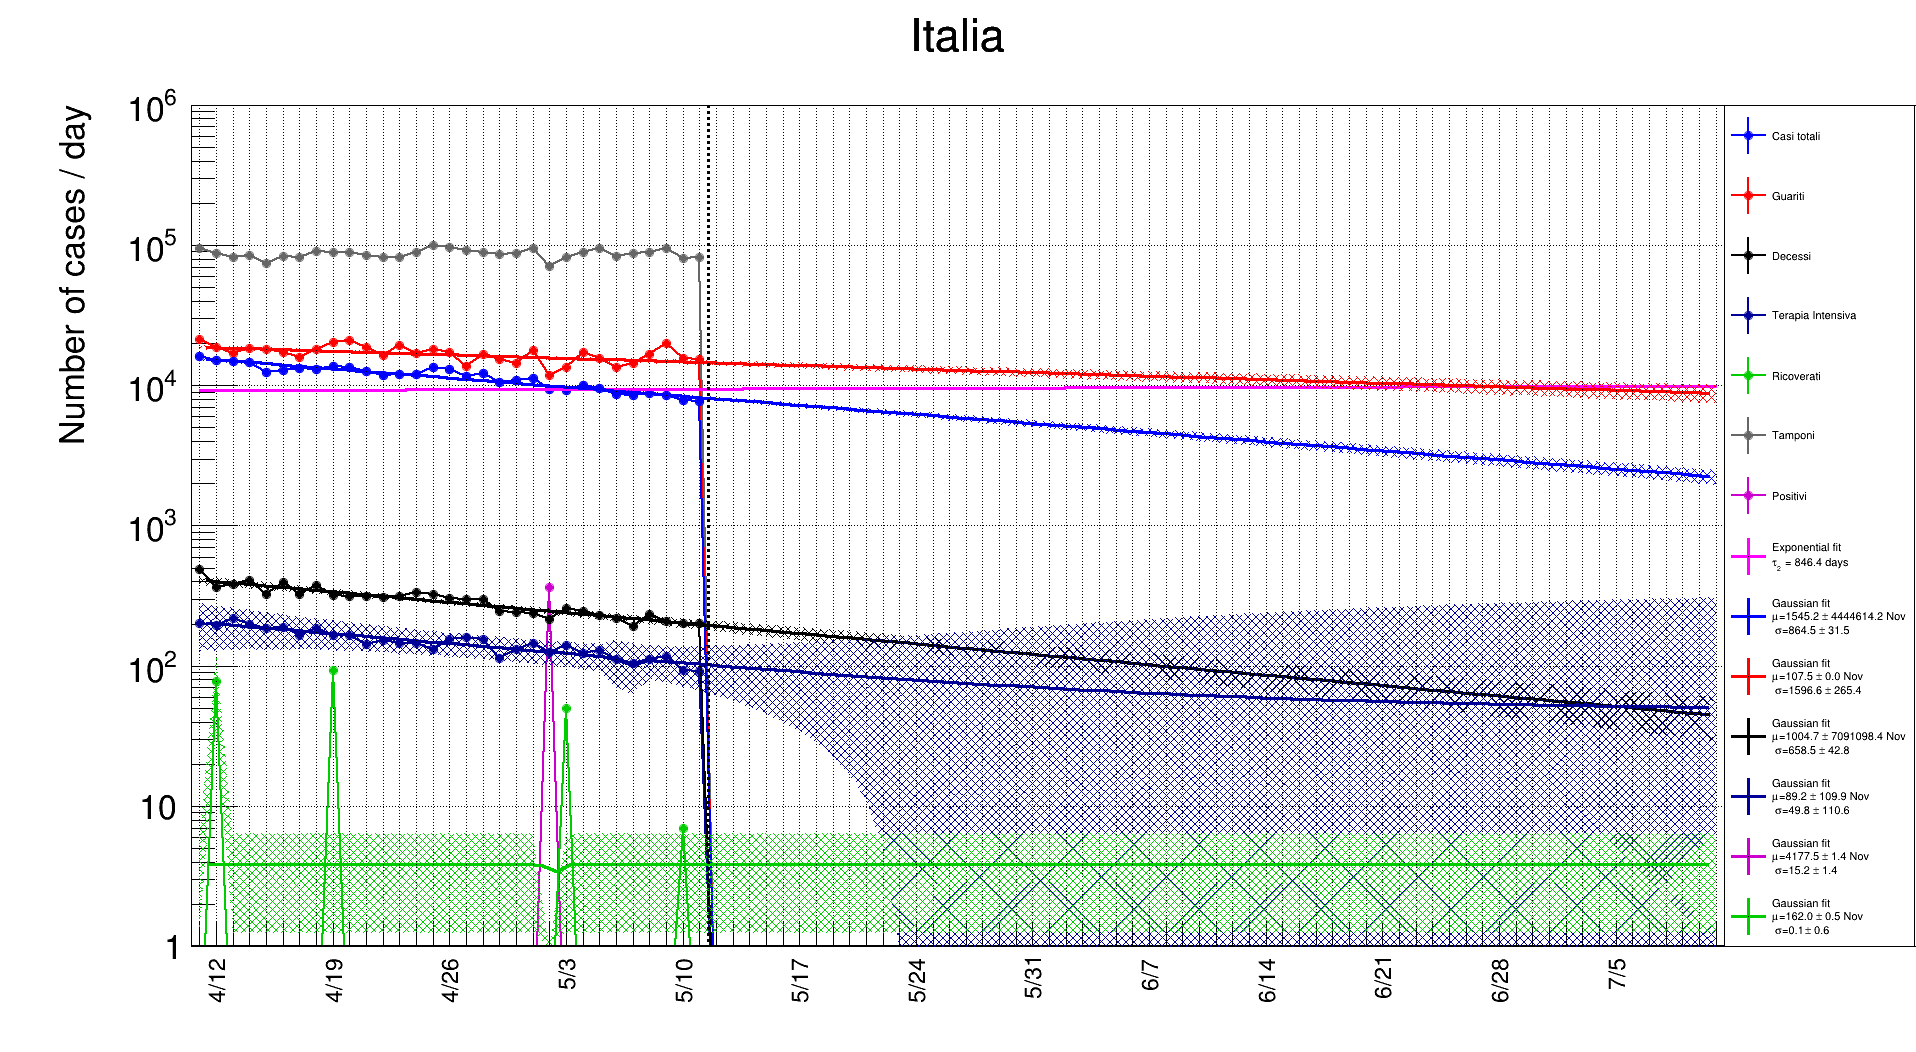 Italia
Number of cases / day
10^6
10^5
10^4
10^3
10^2
10
1
4/12
4/19
4/26
5/3
5/10
5/17
5/24
5/31
6/7
6/14
6/21
6/28
7/5
Casi totali
Guariti
Decessi
Terapia Intensiva
Ricoverati
Tamponi
Positivi
Exponential fit
τ₂ = 846.4 days
Gaussian fit
μ=1545.2 ± 4444614.2 Nov
σ=864.5 ± 31.5
Gaussian fit
μ=107.5 ± 0.0 Nov
σ=1596.6 ± 265.4
Gaussian fit
μ=1004.7 ± 7091098.4 Nov
σ=658.5 ± 42.8
Gaussian fit
μ=89.2 ± 109.9 Nov
σ=49.8 ± 110.6
Gaussian fit
μ=4177.5 ± 1.4 Nov
σ=15.2 ± 1.4
Gaussian fit
μ=162.0 ± 0.5 Nov
σ=0.1 ± 0.6